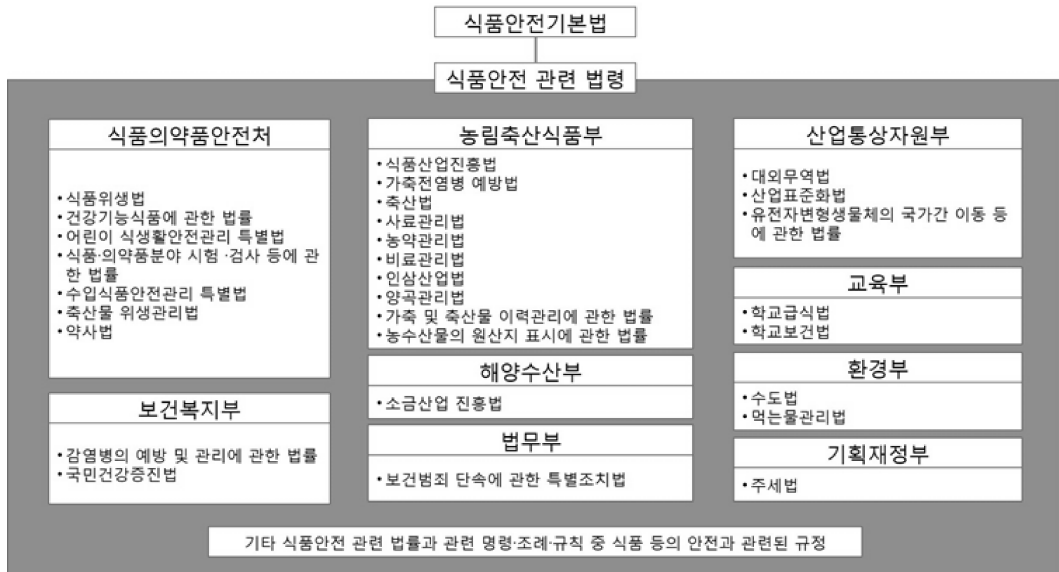 식품안전기본법
식품안전 관련 법령
식품의약품안전처
•식품위생법
•건강기능식품에 관한 법률
•어린이 식생활안전관리 특별법
•식품·의약품분야 시험·검사 등에 관
한 법률
•수입식품안전관리 특별법
•축산물 위생관리법
•약사법
보건복지부
•감염병의 예방 및 관리에 관한 법률
•국민건강증진법
농림축산식품부
•식품산업진흥법
•가축전염병 예방법
•축산법
•사료관리법
•농약관리법
•비료관리법
•인삼산업법
•양곡관리법
•가축 및 축산물 이력관리에 관한 법률
•농수산물의 원산지 표시에 관한 법률
해양수산부
•소금산업 진흥법
법무부
•보건범죄 단속에 관한 특별조치법
산업통상자원부
•대외무역법
•산업표준화법
•유전자변형생물체의 국가간 이동 등
에 관한 법률
교육부
•학교급식법
•학교보건법
환경부
•수도법
•먹는물관리법
기획재정부
•주세법
기타 식품안전 관련 법률과 관련 명령·조례·규칙 중 식품 등의 안전과 관련된 규정